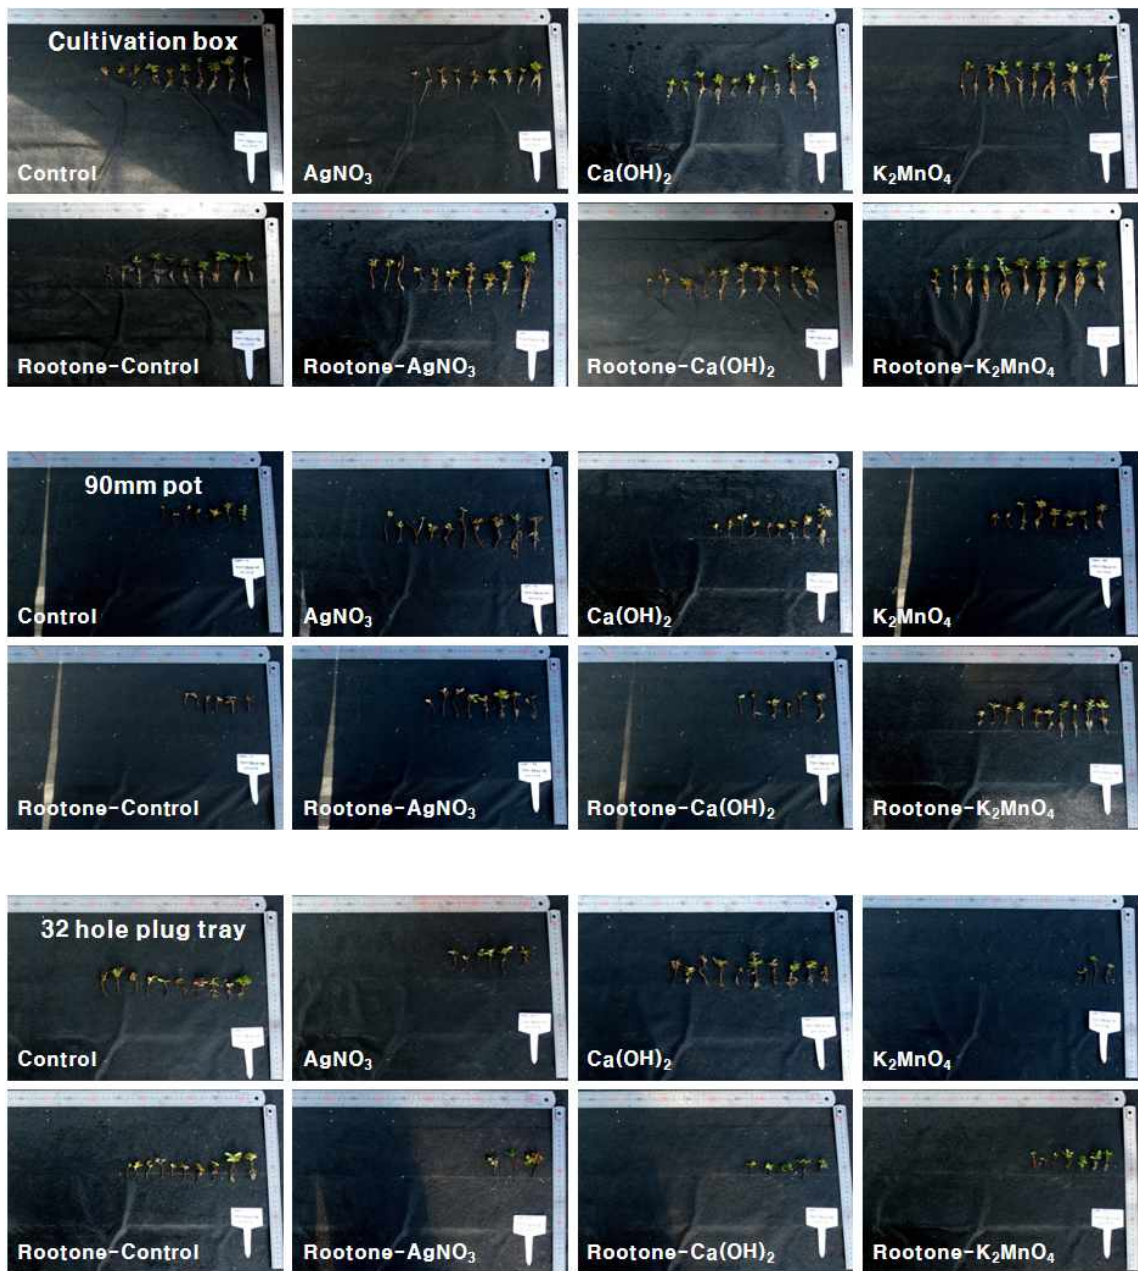 Cultivation box
Control
AgNO₃
Ca(OH)₂
K₂MnO₄
Rootone-Control
Rootone-AgNO₃
Rootone-Ca(OH)₂
Rootone-K₂MnO₄
90mm pot
Control
AgNO₃
Ca(OH)₂
K₂MnO₄
Rootone-Control
Rootone-AgNO₃
Rootone-Ca(OH)₂
Rootone-K₂MnO₄
32 hole plug tray
Control
AgNO₃
Ca(OH)₂
K₂MnO₄
Rootone-Control
Rootone-AgNO₃
Rootone-Ca(OH)₂
Rootone-K₂MnO₄